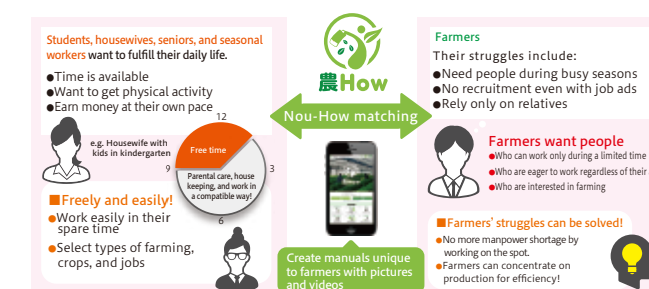 Students, housewives, seniors, and seasonal
workers want to fulfill their daily life.
●Time is available
●Want to get physical activity
●Earn money at their own pace
e.g. Housewife with
kids in kindergarten
12
3
6
9
Free time
Parental care, house
keeping, and work in
a compatible way!
■Freely and easily!
●Work easily in their
spare time
●Select types of farming,
crops, and jobs
農How
Nou-How matching
Create manuals unique
to farmers with pictures
and videos
Farmers
Their struggles include:
●Need people during busy seasons
●No recruitment even with job ads
●Rely only on relatives
Farmers want people
●Who can work only during a limited time
●Who are eager to work regardless of their
●Who are interested in farming
■Farmers' struggles can be solved!
●No more manpower shortage by
working on the spot.
●Farmers can concentrate on
production for efficiency!